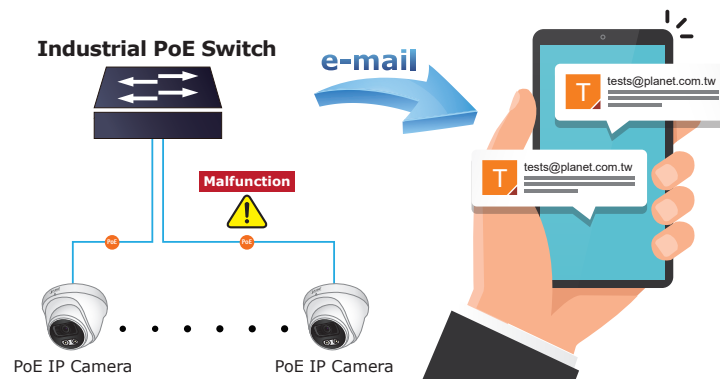 Industrial PoE Switch
e-mail
T
tests@planet.com.tw
T
tests@planet.com.tw
Malfunction
!
PoE
PoE
PoE IP Camera
PoE IP Camera